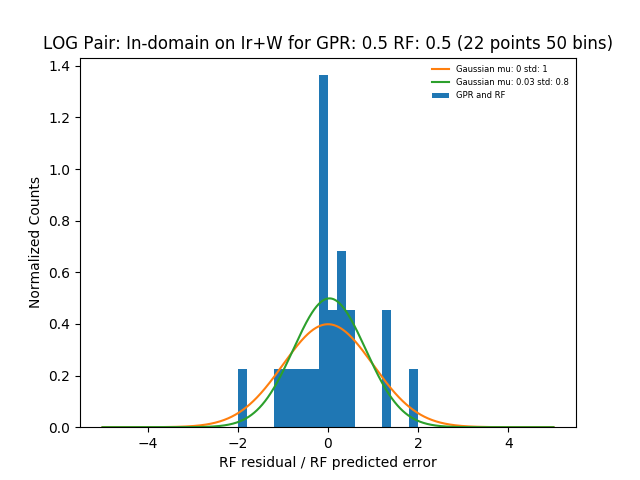 LOG Pair: In-domain on Ir+W for GPR: 0.5 RF: 0.5 (22 points 50 bins)
Gaussian mu: 0 std: 1
Gaussian mu: 0.03 std: 0.8
GPR and RF
Normalized Counts
1.4
1.2
1.0
0.8
0.6
0.4
0.2
0.0
−4 −2 0 2 4
RF residual / RF predicted error